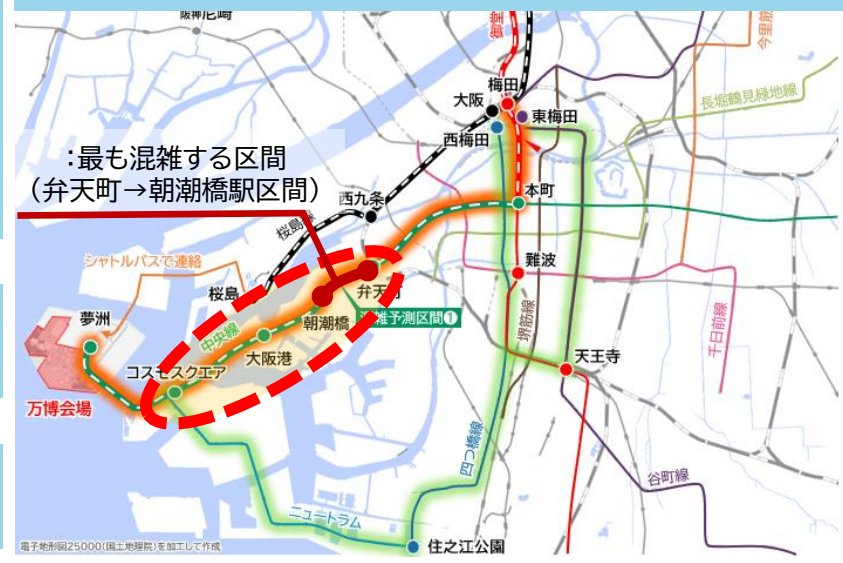 阪神尼崎
御堂筋
今里筋
梅田
大阪
東梅田
西梅田
長堀鶴見緑地線
:最も混雑する区間
(弁天町→朝潮橋駅区間)
西九条
本町
桜島線
シャトルバスで連絡
難波
桜島
弁天町
夢洲
朝潮橋
混雑予測区間❶
中央線
堺筋線
千日前線
大阪港
天王寺
コスモスクエア
万博会場
四つ橋線
谷町線
ニュートラム
電子地形図25000(国土地理院)を加工して作成
住之江公園